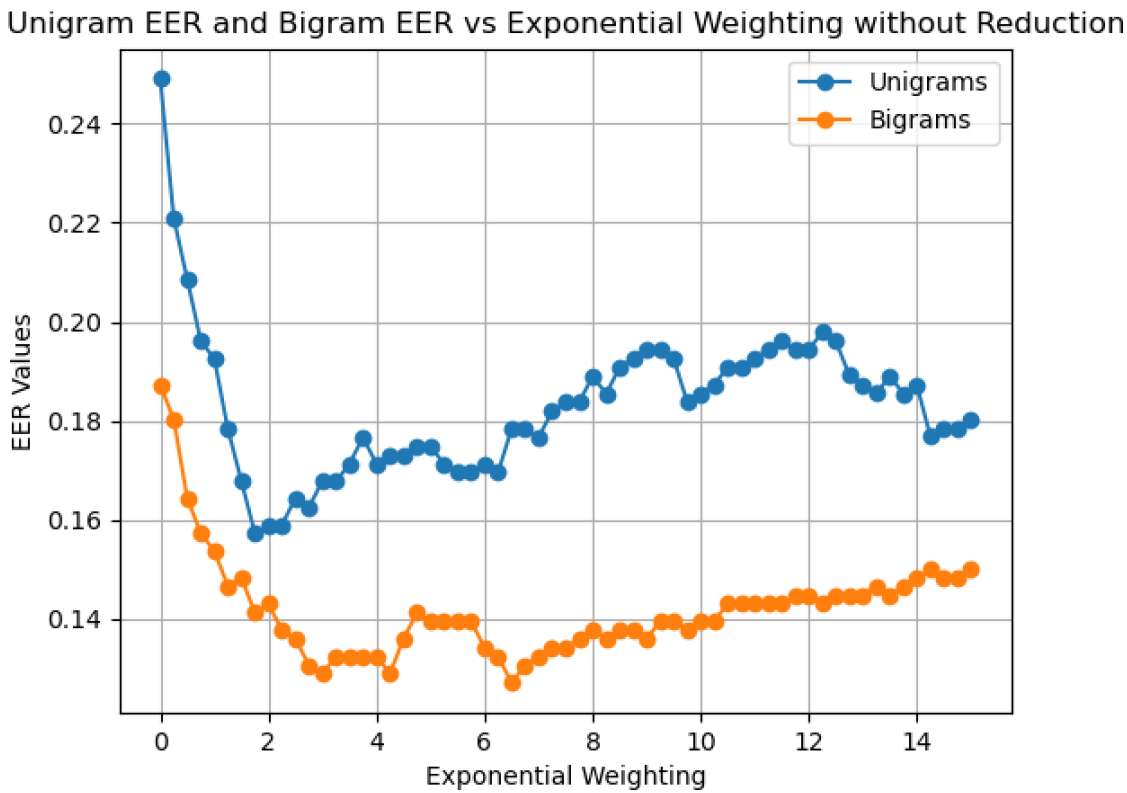 Unigram EER and Bigram EER vs Exponential Weighting without Reduction
Unigrams
Bigrams
EER Values
0.24
0.22
0.20
0.18
0.16
0.14
0 2 4 6 8 10 12 14
Exponential Weighting